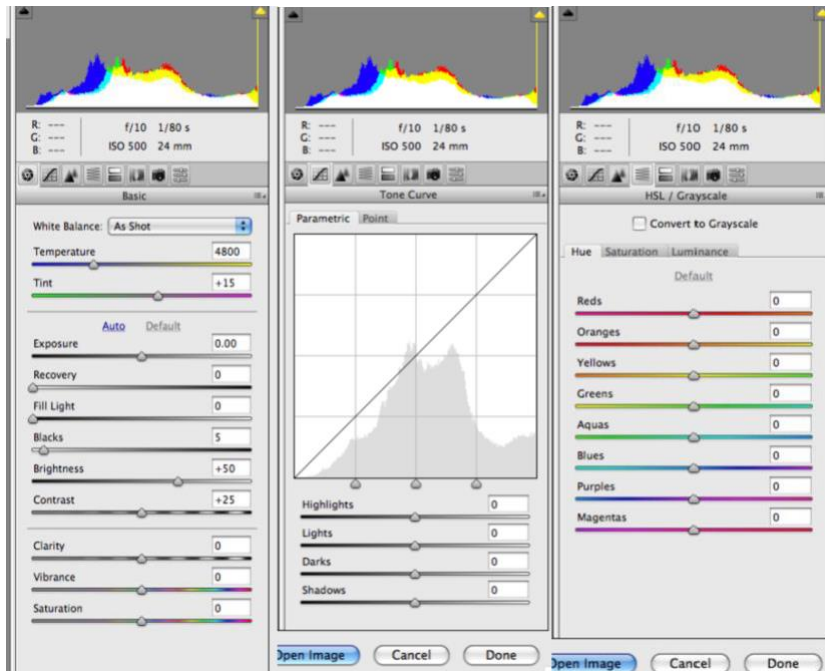 R: ---
G: ---
B: ---
f/10 1/80 s
ISO 500 24 mm
Basic
White Balance: As Shot
Temperature 4800
Tint +15
Auto Default
Exposure 0.00
Recovery 0
Fill Light 0
Blacks 5
Brightness +50
Contrast +25
Clarity 0
Vibrance 0
Saturation 0
R: ---
G: ---
B: ---
f/10 1/80 s
ISO 500 24 mm
Tone Curve
Parametric Point
Highlights 0
Lights 0
Darks 0
Shadows 0
Open Image Cancel Done
R: ---
G: ---
B: ---
f/10 1/80 s
ISO 500 24 mm
HSL / Grayscale
Convert to Grayscale
Hue Saturation Luminance
Default
Reds 0
Oranges 0
Yellows 0
Greens 0
Aquas 0
Blues 0
Purples 0
Magentas 0
Open Image Cancel Done